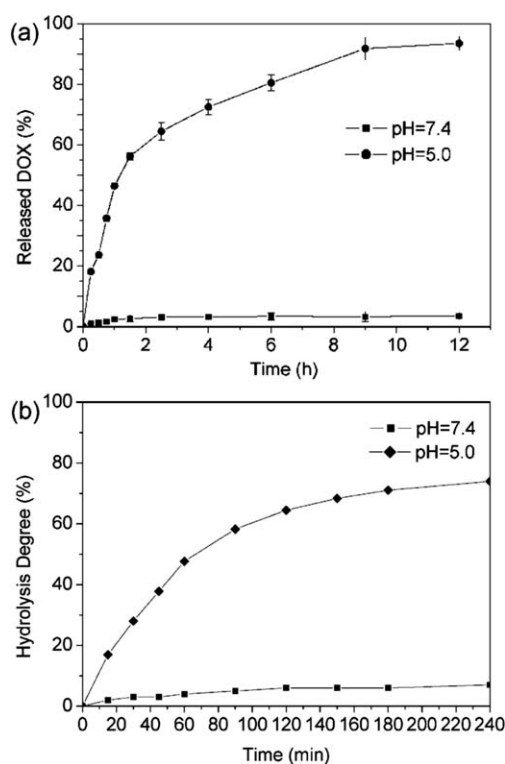 (a)
100
80
60
40
20
0
Released DOX (%)
pH=7.4
pH=5.0
0 2 4 6 8 10 12
Time (h)
(b)
100
80
60
40
20
0
Hydrolysis Degree (%)
pH=7.4
pH=5.0
0 20 40 60 80 100 120 140 160 180 200 220 240
Time (min)